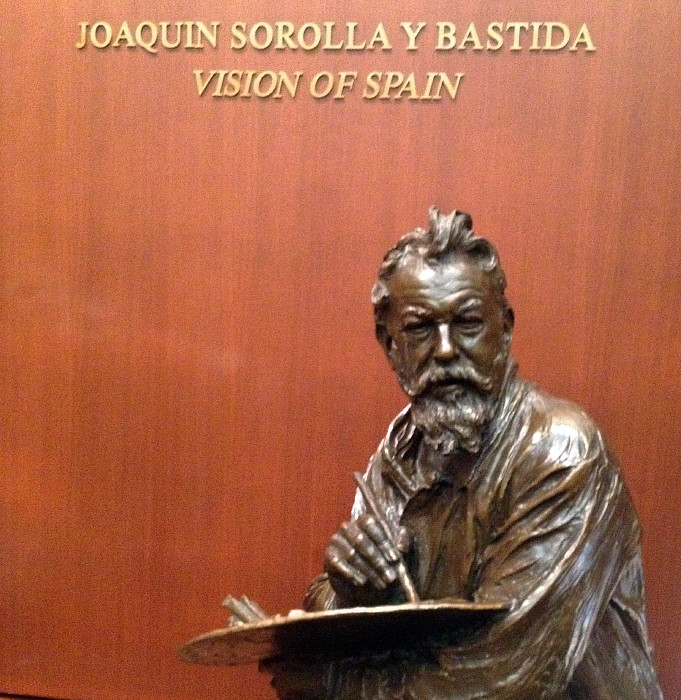 JOAQUIN SOROLLA Y BASTIDA
VISION OF SPAIN